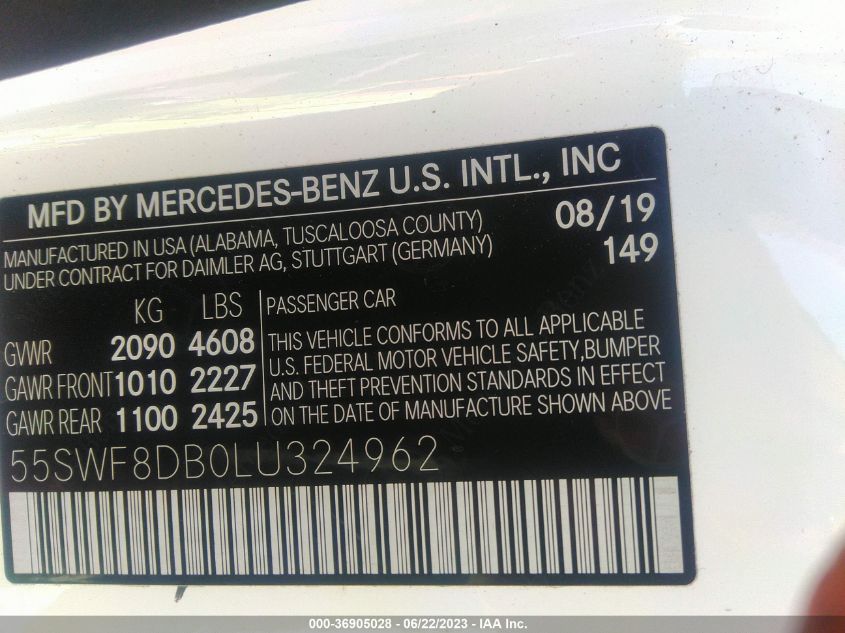 MFD BY MERCEDES-BENZ U.S. INTL., INC
MANUFACTURED IN USA (ALABAMA, TUSCALOOSA COUNTY)
UNDER CONTRACT FOR DAIMLER AG, STUTTGART (GERMANY)
08/19
149
KG LBS
GVWR 2090 4608
GAWR FRONT 1010 2227
GAWR REAR 1100 2425
PASSENGER CAR
THIS VEHICLE CONFORMS TO ALL APPLICABLE
U.S. FEDERAL MOTOR VEHICLE SAFETY,BUMPER
AND THEFT PREVENTION STANDARDS IN EFFECT
ON THE DATE OF MANUFACTURE SHOWN ABOVE
55SWF8DB0LU324962
000-36905028 - 06/22/2023 - © IAA Inc.